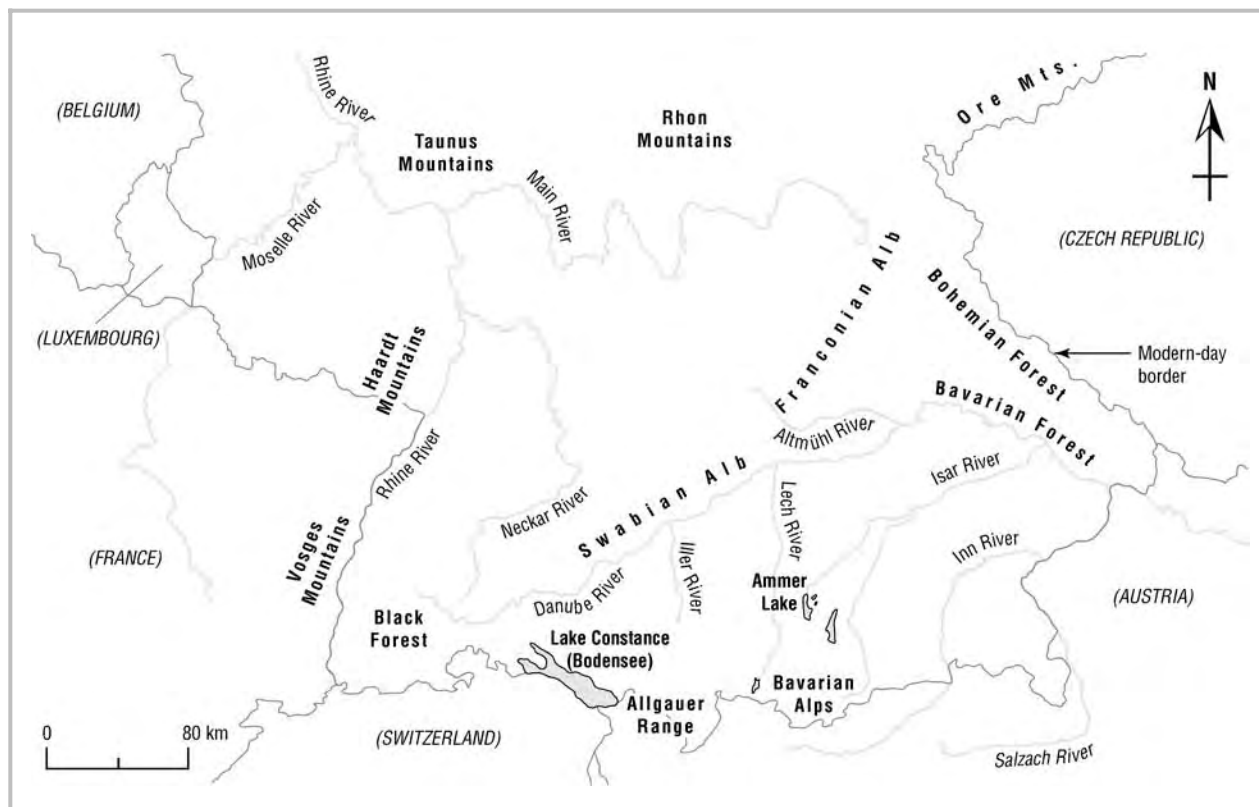 Rhine River
Ore Mts.
N
(BELGIUM)
Taunus
Mountains
Rhon
Mountains
Main River
Moselle River
(CZECH REPUBLIC)
(LUXEMBOURG)
Haardt
Mountains
Franconian Alb
Bohemian Forest
Modern-day
border
Bavarian Forest
Altmühl River
Rhine River
Swabian Alb
Isar River
Lech River
Neckar River
Vosges
Mountains
(FRANCE)
Inn River
Iller River
Ammer
Lake
Danube River
(AUSTRIA)
Black
Forest
Lake Constance
(Bodensee)
Bavarian
Alps
Allgauer
Range
0 80 km
(SWITZERLAND)
Salzach River